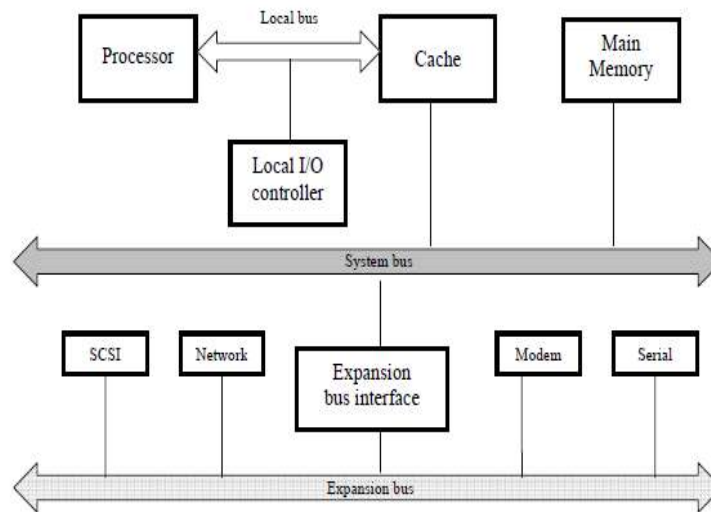 Local bus
Processor
Cache
Main
Memory
Local I/O
controller
System bus
SCSI
Network
Expansion
bus interface
Modem
Serial
Expansion bus